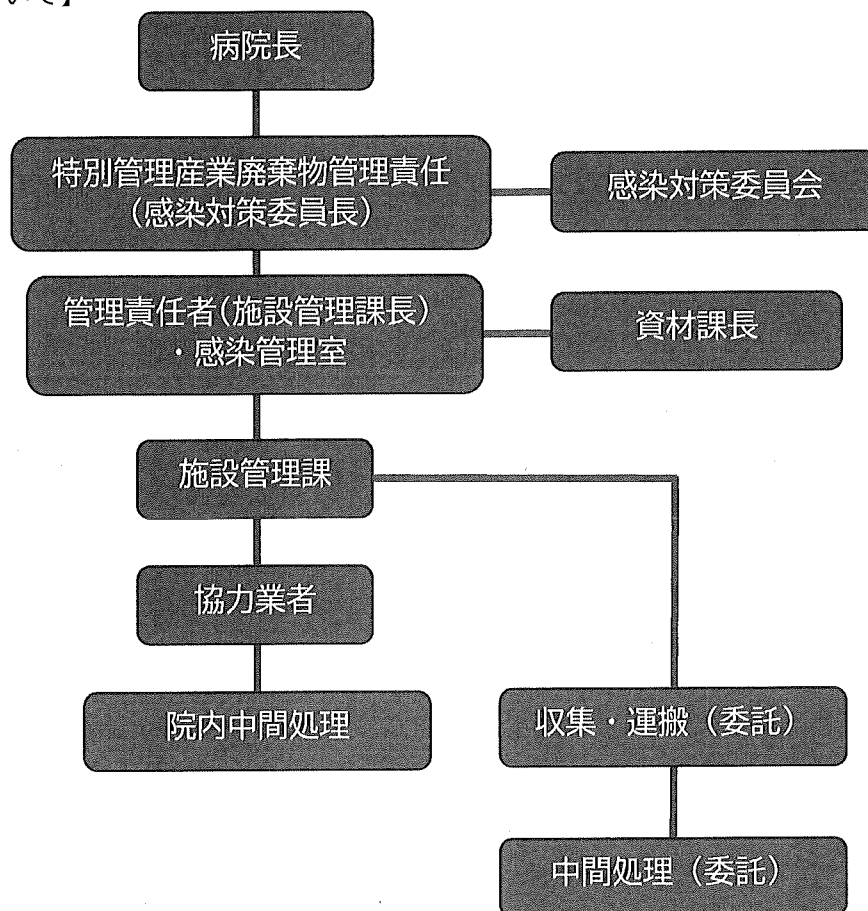 いて】
病院長
特別管理産業廃棄物管理責任
(感染対策委員長)
感染対策委員会
管理責任者(施設管理課長)
・感染管理室
資材課長
施設管理課
協力業者
院内中間処理
収集・運搬（委託）
中間処理（委託）